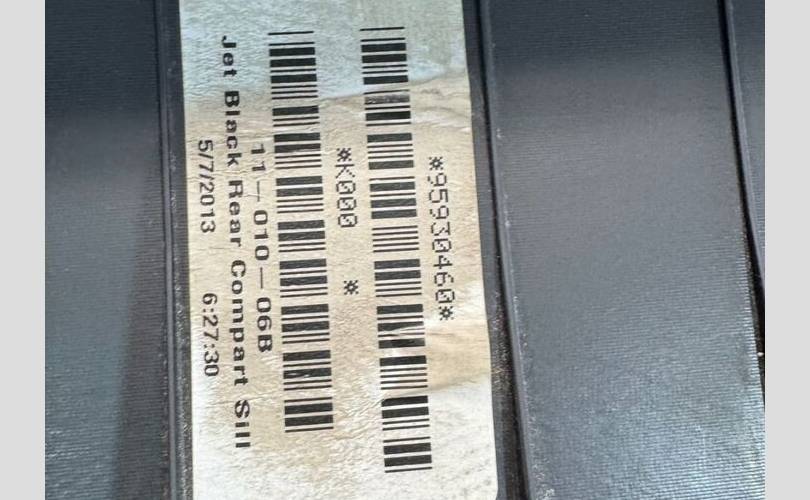 *95930460*
*K000 *
11-010-06B
Jet Black Rear Compart Sill
5/7/2013 6:27:30